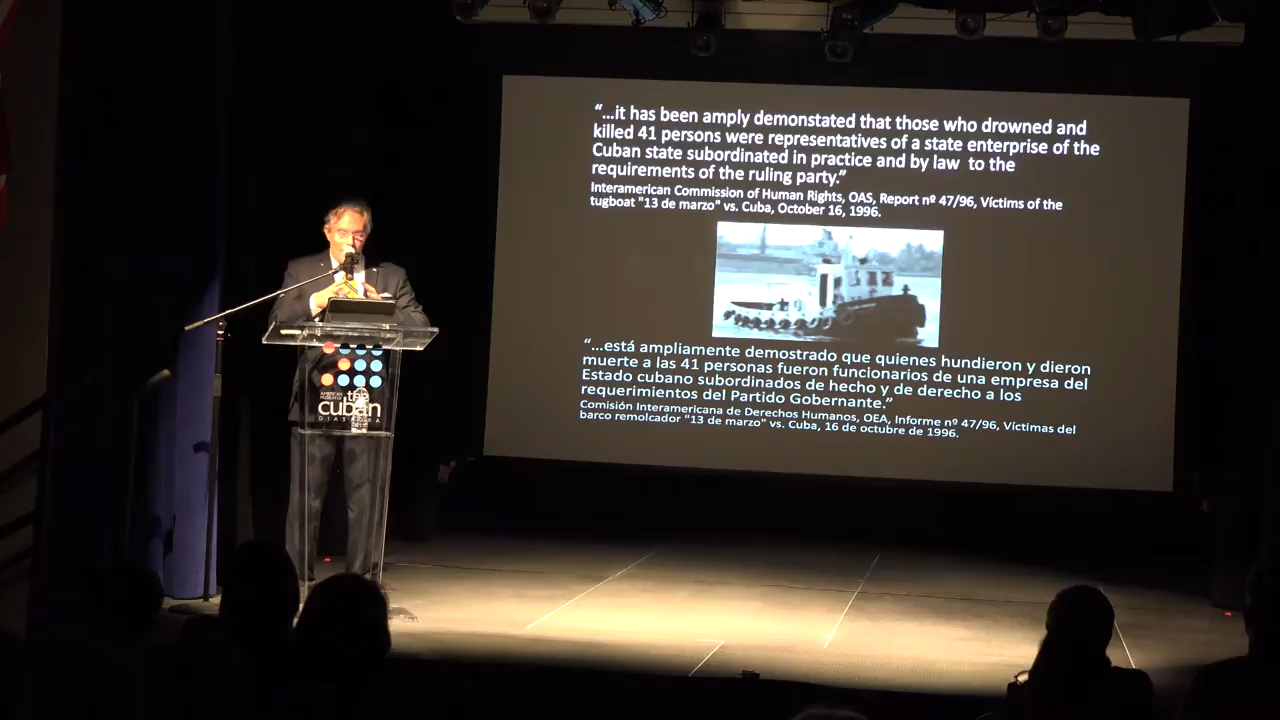 “...it has been amply demonstated that those who drowned and
killed 41 persons were representatives of a state enterprise of the
Cuban state subordinated in practice and by law to the
requirements of the ruling party.”
Interamerican Commission of Human Rights, OAS, Report nº 47/96, Víctims of the
tugboat "13 de marzo" vs. Cuba, October 16, 1996.
“...está ampliamente demostrado que quienes hundieron y dieron
muerte a las 41 personas fueron funcionarios de una empresa del
Estado cubano subordinados de hecho y de derecho a los
requerimientos del Partido Gobernante.”
Comisión Interamericana de Derechos Humanos, OEA, Informe nº 47/96, Víctimas del
barco remolcador "13 de marzo" vs. Cuba, 16 de octubre de 1996.
AMERICAN
MUSEUM OF the
cuban
DIASPORA